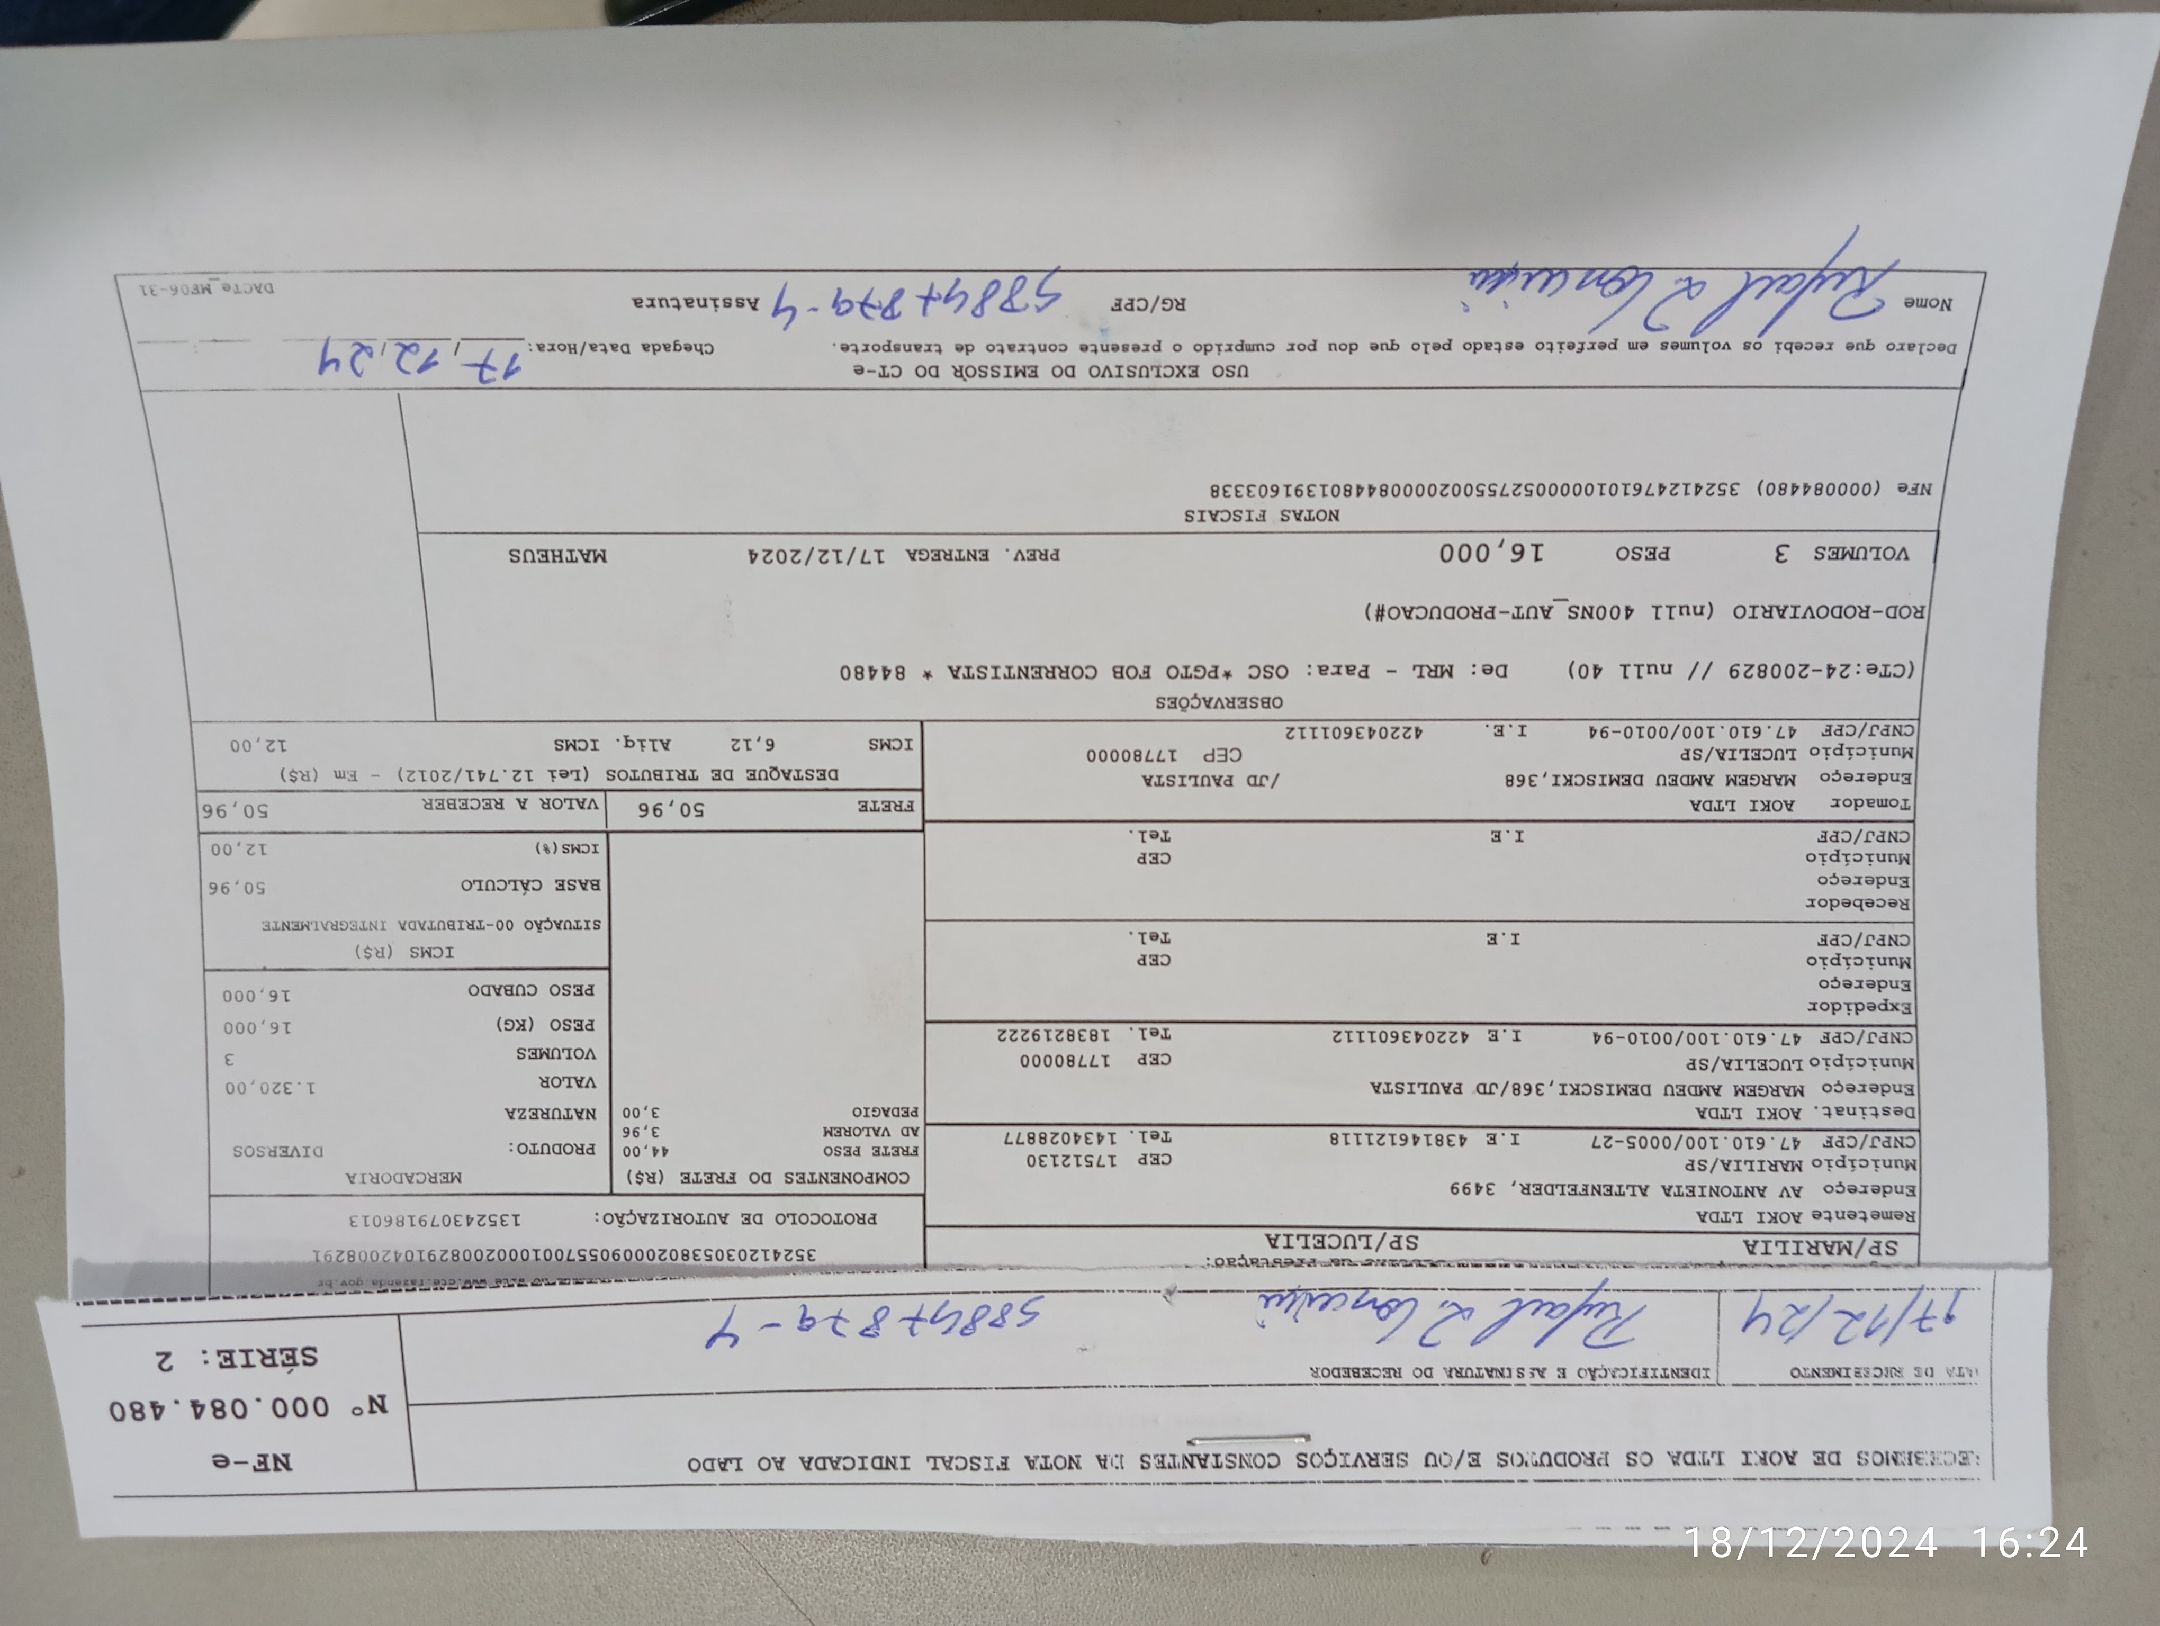 RECEBEMOS DE AOKI LTDA OS PRODUTOS E/OU SERVIÇOS CONSTANTES DA NOTA FISCAL INDICADA AO LADO
NF-e
Nº 000.084.480
SÉRIE: 2
DATA DE RECEBIMENTO
IDENTIFICAÇÃO E ASSINATURA DO RECEBEDOR
17/12/24
Rafael
SP/MARILIA SP/LUCELIA
Remetente AOKI LTDA
Endereço AV ANTONIETA ALTENFELDER, 3499
Município MARILIA/SP CEP 17512130
CNPJ/CPF 47.610.100/0005-27 I.E 438146121118 Tel. 1434028877
Destinat. AOKI LTDA
Endereço MARGEM AMDEU DEMISCKI,368/JD PAULISTA
Município LUCELIA/SP CEP 17780000
CNPJ/CPF 47.610.100/0010-94 I.E 422043601112 Tel. 1838219222
Expedidor
Endereço
Município CEP
CNPJ/CPF I.E Tel.
Recebedor
Endereço
Município CEP
CNPJ/CPF I.E Tel.
Tomador AOKI LTDA
Endereço MARGEM AMDEU DEMISCKI,368 /JD PAULISTA
Município LUCELIA/SP CEP 17780000
CNPJ/CPF 47.610.100/0010-94 I.E. 422043601112
PROTOCOLO DE AUTORIZAÇÃO: 135243079186013
COMPONENTES DO FRETE (R$)
FRETE PESO 44,00
AD VALOREM 3,96
PEDAGIO 3,00
MERCADORIA
PRODUTO: DIVERSOS
NATUREZA
VALOR 1.320,00
VOLUMES 3
PESO (KG) 16,000
PESO CUBADO 16,000
ICMS (R$)
SITUAÇÃO 00-TRIBUTADA INTEGRALMENTE
BASE CÁLCULO 50,96
ICMS(%) 12,00
FRETE 50,96 VALOR A RECEBER 50,96
DESTAQUE DE TRIBUTOS (Lei 12.741/2012) - Em (R$)
ICMS 6,12 Aliq. ICMS 12,00
OBSERVAÇÕES
(CTe:24-200829 // null 40) De: MRL - Para: OSC *PGTO FOB CORRENTISTA * 84480
ROD-RODOVIARIO (null 400NS_AUT-PRODUCAO#)
VOLUMES 3 PESO 16,000 PREV. ENTREGA 17/12/2024 MATHEUS
NOTAS FISCAIS
NFe (000084480) 35241247610100000527550020000844801391603338
USO EXCLUSIVO DO EMISSOR DO CT-e
Declaro que recebi os volumes em perfeito estado pelo que dou por cumprido o presente contrato de transporte. Chegada Data/Hora: 17/12/24
Nome Rafael RG/CPF Assinatura
DACTe_MF06-31
18/12/2024 16:24